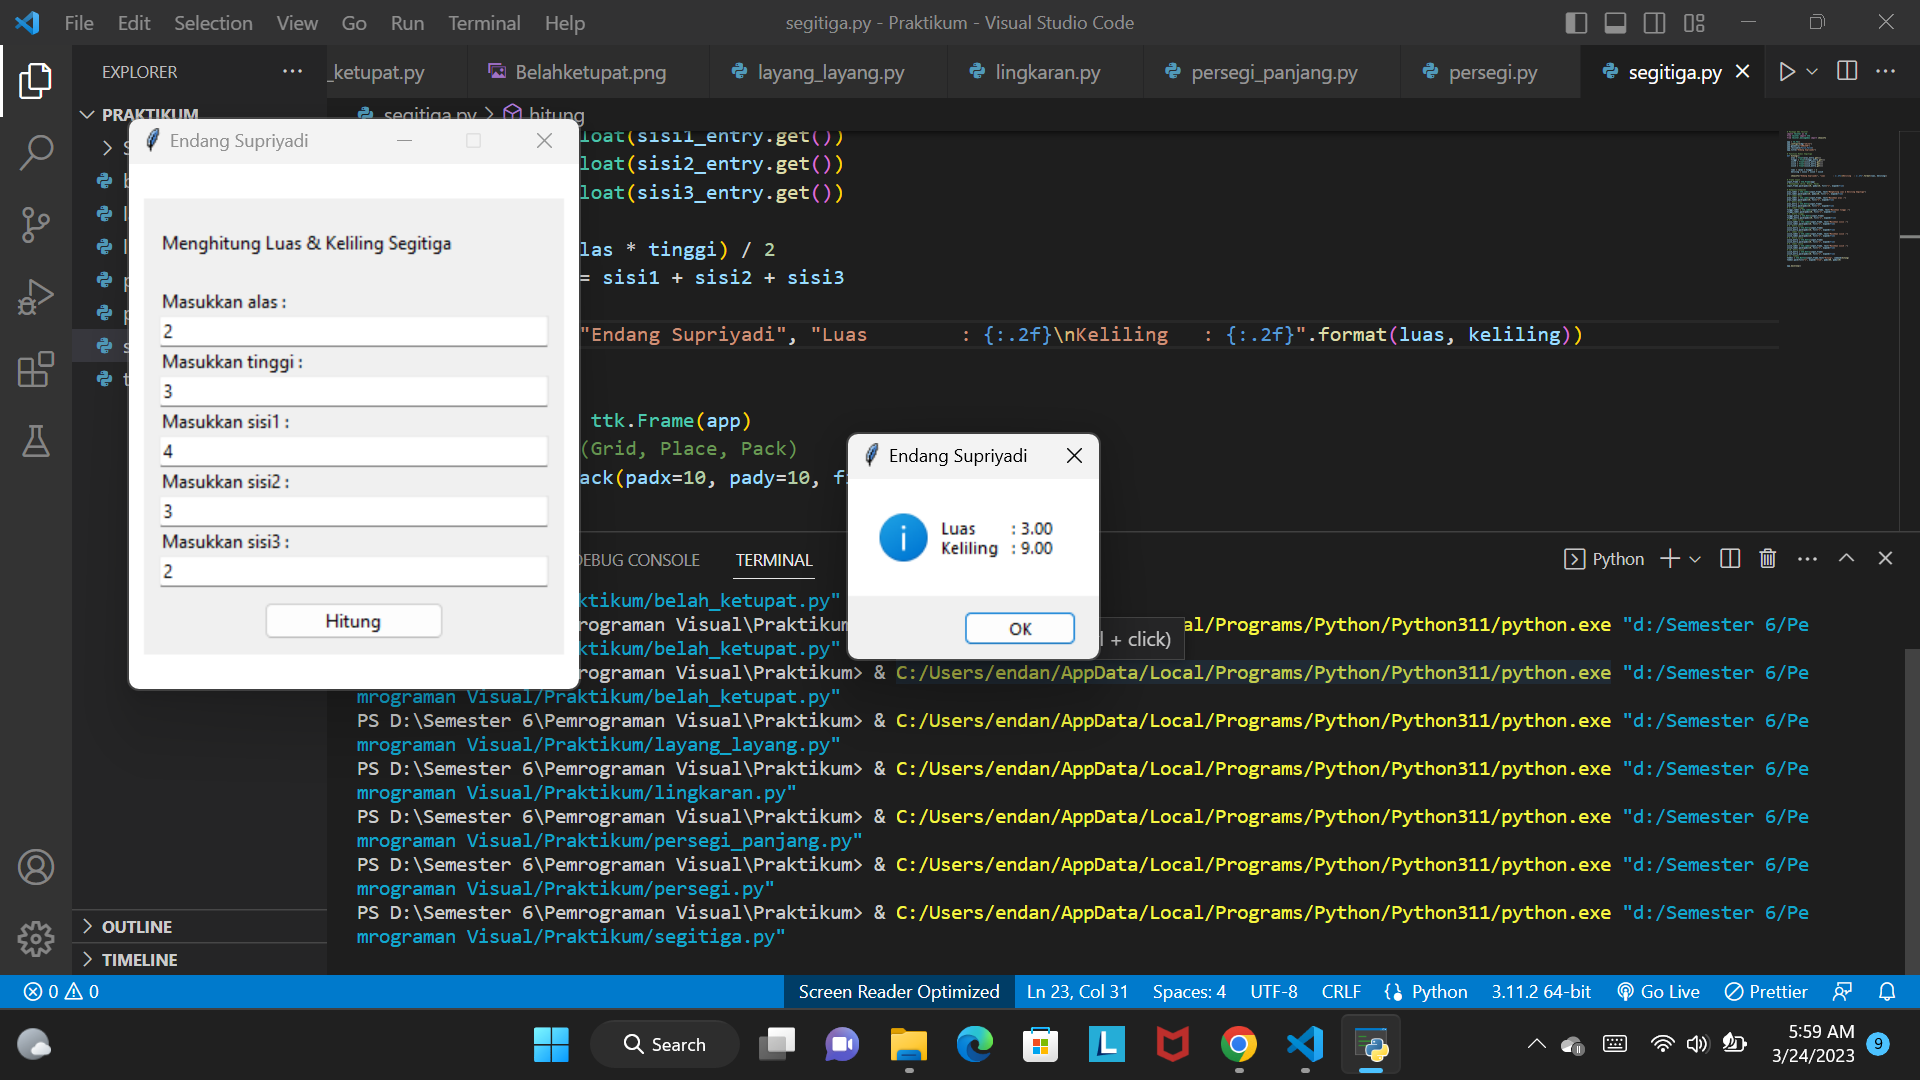 File Edit Selection View Go Run Terminal Help
segitiga.py - Praktikum - Visual Studio Code
EXPLORER
_ketupat.py
Belahketupat.png
layang_layang.py
lingkaran.py
persegi_panjang.py
persegi.py
segitiga.py
PRAKTIKUM
segitiga.py > hitung
Endang Supriyadi
Menghitung Luas & Keliling Segitiga
Masukkan alas :
2
Masukkan tinggi :
3
Masukkan sisi1 :
4
Masukkan sisi2 :
3
Masukkan sisi3 :
2
Hitung
loat(sisi1_entry.get())
loat(sisi2_entry.get())
loat(sisi3_entry.get())
las * tinggi) / 2
= sisi1 + sisi2 + sisi3
"Endang Supriyadi", "Luas        : {:.2f}\nKeliling   : {:.2f}".format(luas, keliling))
ttk.Frame(app)
(Grid, Place, Pack)
ack(padx=10, pady=10, f
Endang Supriyadi
Luas : 3.00
Keliling : 9.00
OK
l + click)
DEBUG CONSOLE
TERMINAL
Python
ktikum/belah_ketupat.py"
rograman Visual\Praktikum
al/Programs/Python/Python311/python.exe "d:/Semester 6/Pe
ktikum/belah_ketupat.py"
rograman Visual\Praktikum> & C:/Users/endan/AppData/Local/Programs/Python/Python311/python.exe "d:/Semester 6/Pe
mrograman Visual/Praktikum/belah_ketupat.py"
PS D:\Semester 6\Pemrograman Visual\Praktikum> & C:/Users/endan/AppData/Local/Programs/Python/Python311/python.exe "d:/Semester 6/Pe
mrograman Visual/Praktikum/layang_layang.py"
PS D:\Semester 6\Pemrograman Visual\Praktikum> & C:/Users/endan/AppData/Local/Programs/Python/Python311/python.exe "d:/Semester 6/Pe
mrograman Visual/Praktikum/lingkaran.py"
PS D:\Semester 6\Pemrograman Visual\Praktikum> & C:/Users/endan/AppData/Local/Programs/Python/Python311/python.exe "d:/Semester 6/Pe
mrograman Visual/Praktikum/persegi_panjang.py"
PS D:\Semester 6\Pemrograman Visual\Praktikum> & C:/Users/endan/AppData/Local/Programs/Python/Python311/python.exe "d:/Semester 6/Pe
mrograman Visual/Praktikum/persegi.py"
PS D:\Semester 6\Pemrograman Visual\Praktikum> & C:/Users/endan/AppData/Local/Programs/Python/Python311/python.exe "d:/Semester 6/Pe
mrograman Visual/Praktikum/segitiga.py"
OUTLINE
TIMELINE
0 0
Screen Reader Optimized
Ln 23, Col 31
Spaces: 4
UTF-8
CRLF
Python
3.11.2 64-bit
Go Live
Prettier
Search
5:59 AM
3/24/2023
9